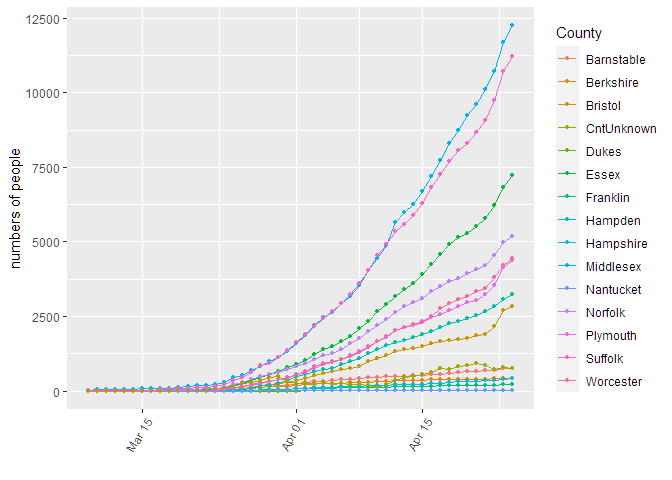 12500
10000
7500
5000
2500
0
numbers of people
Mar 15
Apr 01
Apr 15
County
Barnstable
Berkshire
Bristol
CntUnknown
Dukes
Essex
Franklin
Hampden
Hampshire
Middlesex
Nantucket
Norfolk
Plymouth
Suffolk
Worcester